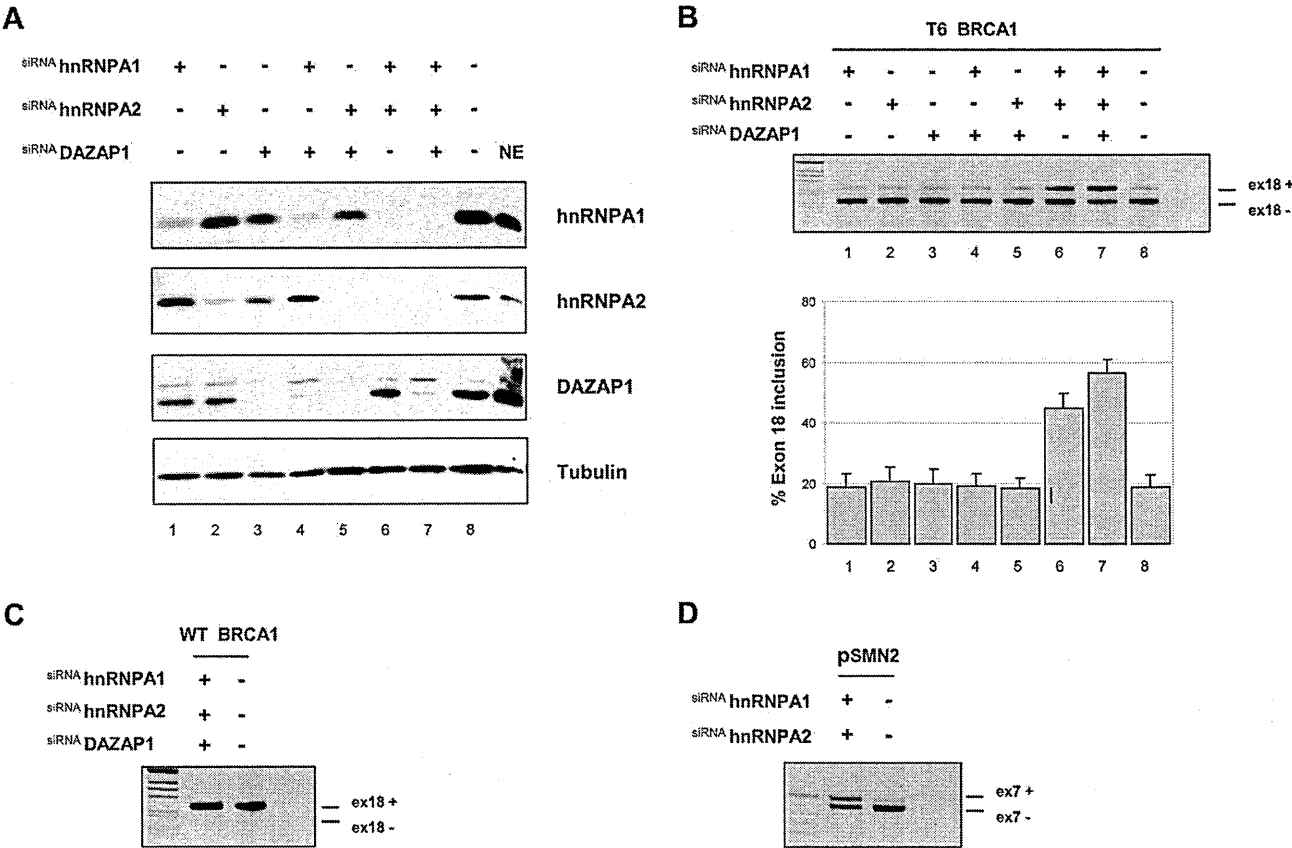 A
siRNA hnRNPA1 + - - + - + + -
siRNA hnRNPA2 - + - - + + + -
siRNA DAZAP1 - - + + + - + - NE
hnRNPA1
hnRNPA2
DAZAP1
Tubulin
1 2 3 4 5 6 7 8
B
T6 BRCA1
siRNA hnRNPA1 + - - + - + + -
siRNA hnRNPA2 - + - - + + + -
siRNA DAZAP1 - - + + + - + -
ex18 +
ex18 -
1 2 3 4 5 6 7 8
% Exon 18 inclusion
80
60
40
20
0
1 2 3 4 5 6 7 8
C
WT BRCA1
siRNA hnRNPA1 + -
siRNA hnRNPA2 + -
siRNA DAZAP1 + -
ex18 +
ex18 -
D
pSMN2
siRNA hnRNPA1 + -
siRNA hnRNPA2 + -
ex7 +
ex7 -